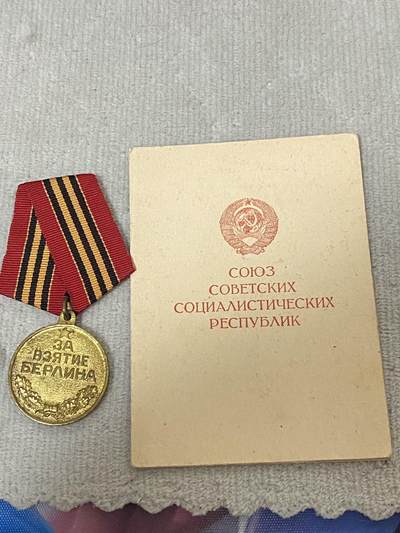 ЗА
ВЗЯТИЕ
БЕРЛИНА
СОЮЗ
СОВЕТСКИХ
СОЦИАЛИСТИЧЕСКИХ
РЕСПУБЛИК